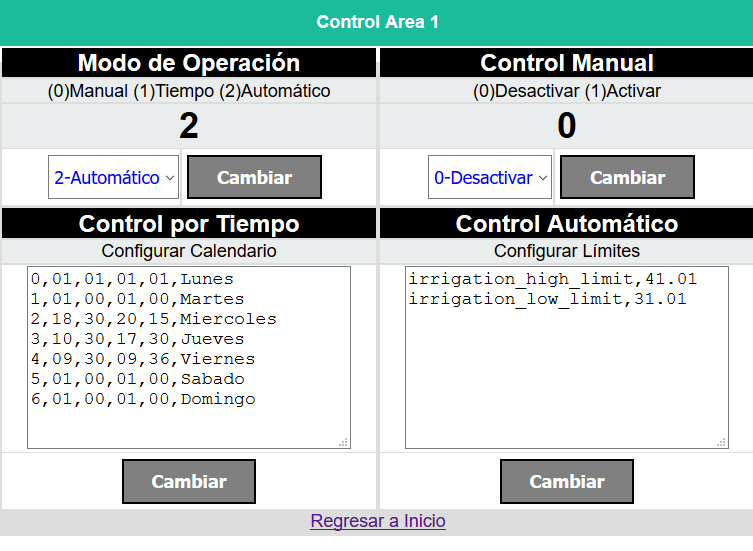 Control Area 1
Modo de Operación
(0)Manual (1)Tiempo (2)Automático
2
2-Automático
Cambiar
Control Manual
(0)Desactivar (1)Activar
0
0-Desactivar
Cambiar
Control por Tiempo
Configurar Calendario
0,01,01,01,01,Lunes
1,01,00,01,00,Martes
2,18,30,20,15,Miercoles
3,10,30,17,30,Jueves
4,09,30,09,36,Viernes
5,01,00,01,00,Sabado
6,01,00,01,00,Domingo
Cambiar
Control Automático
Configurar Límites
irrigation_high_limit,41.01
irrigation_low_limit,31.01
Cambiar
Regresar a Inicio